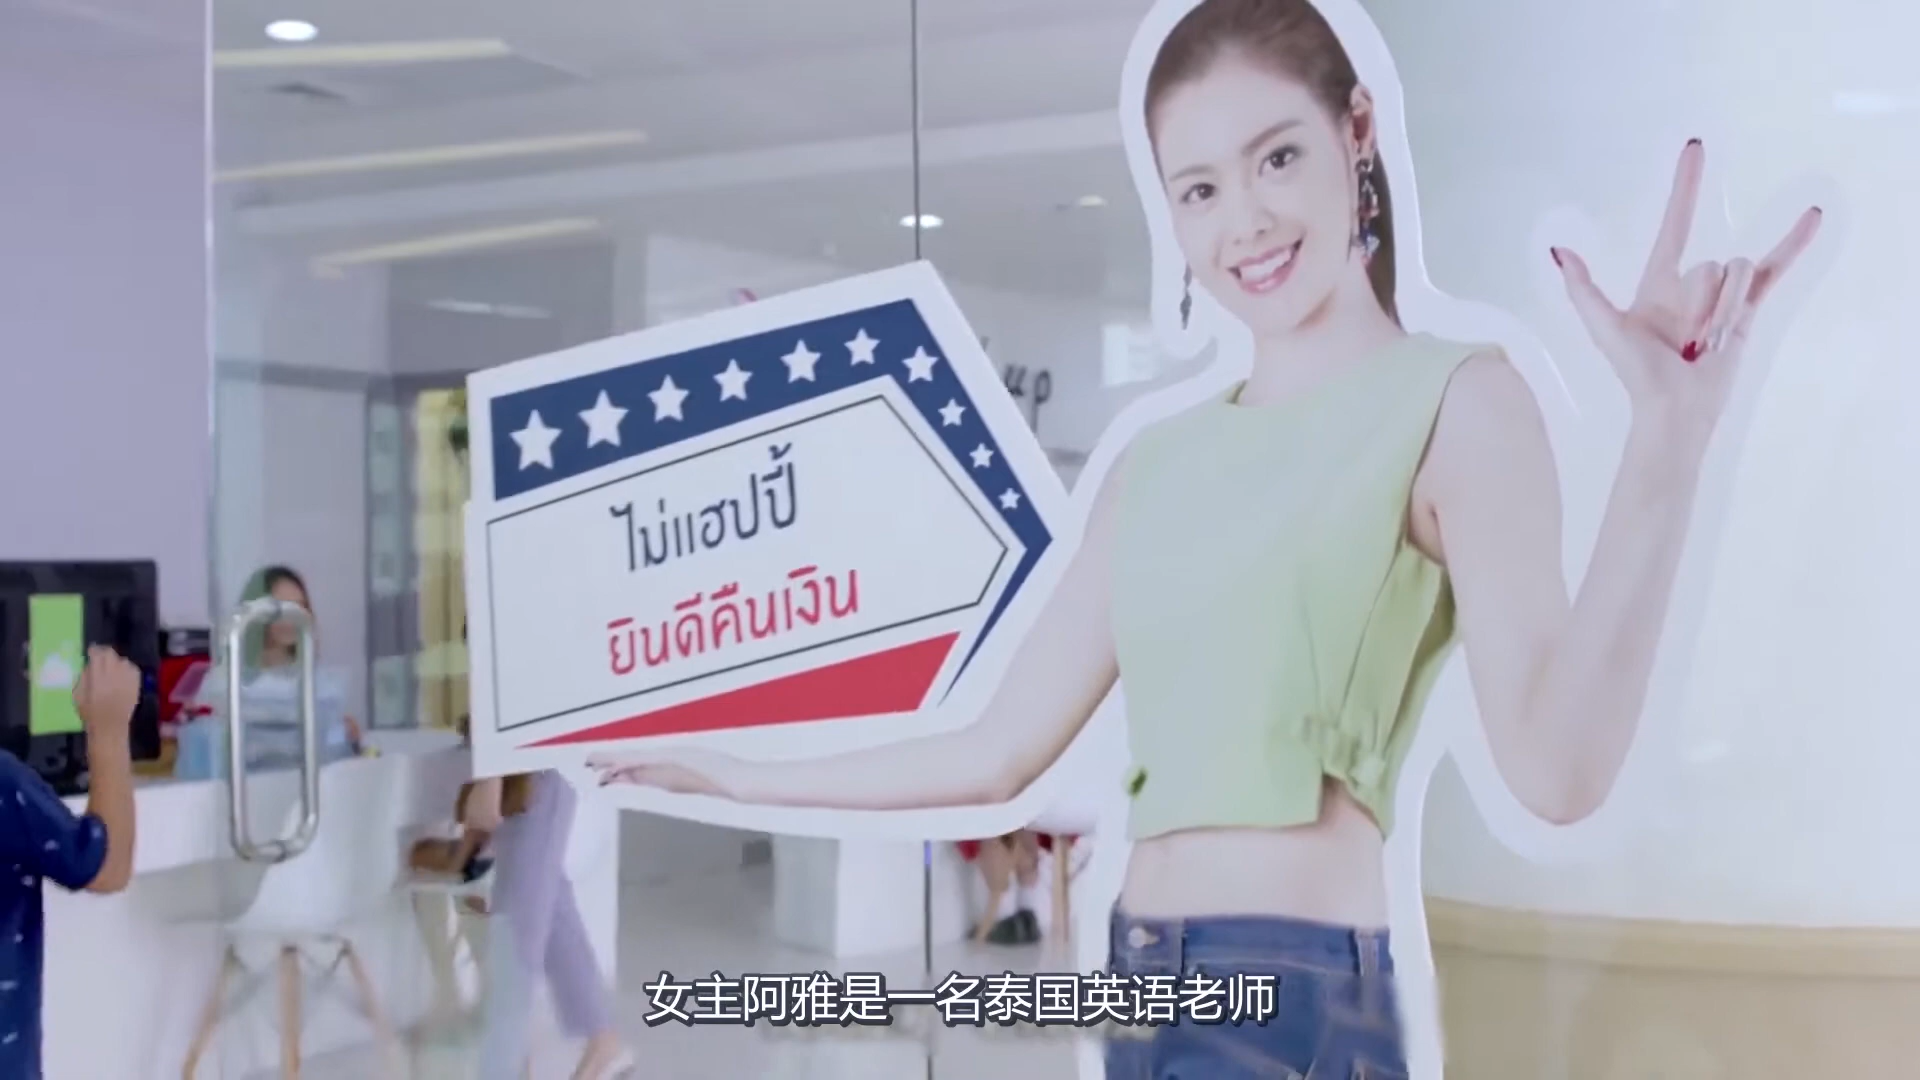 ไม่แฮปปี้
ยินดีคืนเงิน
女主阿雅是一名泰国英语老师